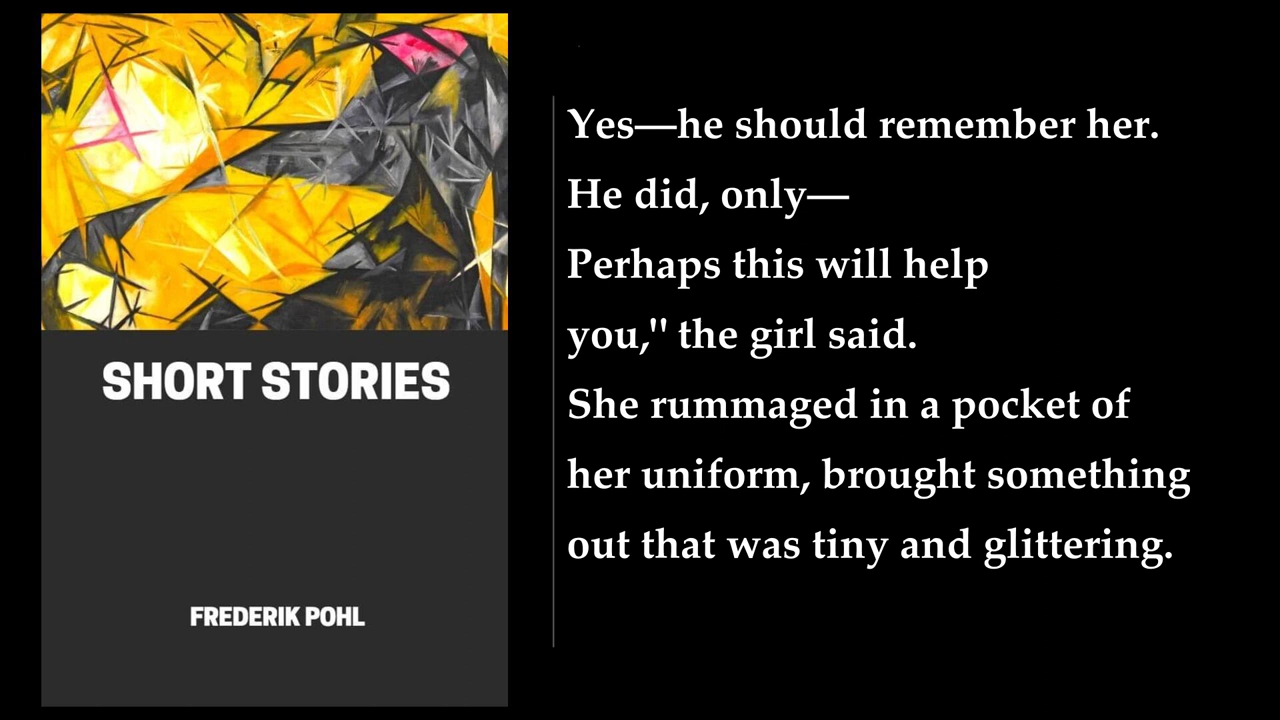 SHORT STORIES
FREDERIK POHL
Yes—he should remember her.
He did, only—
Perhaps this will help
you," the girl said.
She rummaged in a pocket of
her uniform, brought something
out that was tiny and glittering.